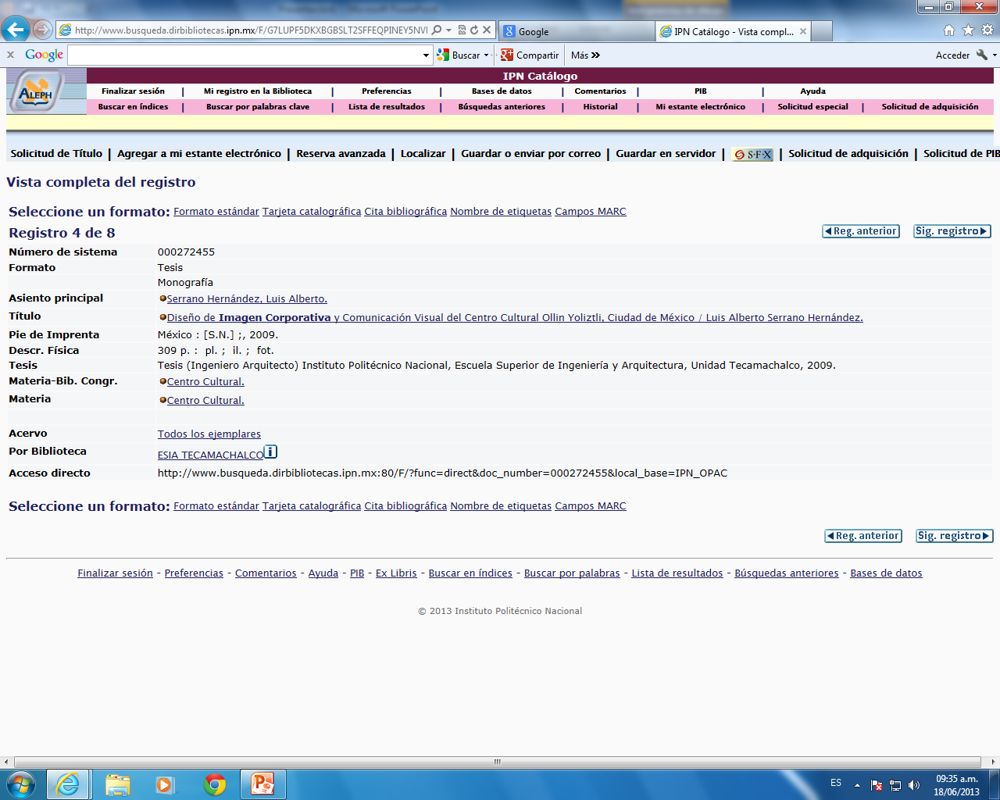 http://www.busqueda.dirbibliotecas.ipn.mx/F/G7LUPF5DKXBGBSLT2SFFEQPINEY5NVI
Google
IPN Catálogo - Vista compl...
x Google Buscar Compartir Más » Acceder
ALEPH
IPN Catálogo
Finalizar sesión | Mi registro en la Biblioteca | Preferencias | Bases de datos | Comentarios | PIB | Ayuda
Buscar en índices | Buscar por palabras clave | Lista de resultados | Búsquedas anteriores | Historial | Mi estante electrónico | Solicitud especial | Solicitud de adquisición
Solicitud de Título | Agregar a mi estante electrónico | Reserva avanzada | Localizar | Guardar o enviar por correo | Guardar en servidor | S·F·X | Solicitud de adquisición | Solicitud de PIB
Vista completa del registro
Seleccione un formato: Formato estándar Tarjeta catalográfica Cita bibliográfica Nombre de etiquetas Campos MARC
Registro 4 de 8 Reg. anterior Sig. registro
Número de sistema 000272455
Formato Tesis
Monografía
Asiento principal Serrano Hernández, Luis Alberto.
Título Diseño de Imagen Corporativa y Comunicación Visual del Centro Cultural Ollin Yoliztli, Ciudad de México / Luis Alberto Serrano Hernández.
Pie de Imprenta México : [S.N.] ;, 2009.
Descr. Física 309 p. : pl. ; il. ; fot.
Tesis Tesis (Ingeniero Arquitecto) Instituto Politécnico Nacional, Escuela Superior de Ingeniería y Arquitectura, Unidad Tecamachalco, 2009.
Materia-Bib. Congr. Centro Cultural.
Materia Centro Cultural.
Acervo Todos los ejemplares
Por Biblioteca ESIA TECAMACHALCO i
Acceso directo http://www.busqueda.dirbibliotecas.ipn.mx:80/F/?func=direct&doc_number=000272455&local_base=IPN_OPAC
Seleccione un formato: Formato estándar Tarjeta catalográfica Cita bibliográfica Nombre de etiquetas Campos MARC
Reg. anterior Sig. registro
Finalizar sesión - Preferencias - Comentarios - Ayuda - PIB - Ex Libris - Buscar en índices - Buscar por palabras - Lista de resultados - Búsquedas anteriores - Bases de datos
© 2013 Instituto Politécnico Nacional
ES 09:35 a.m.
18/06/2013